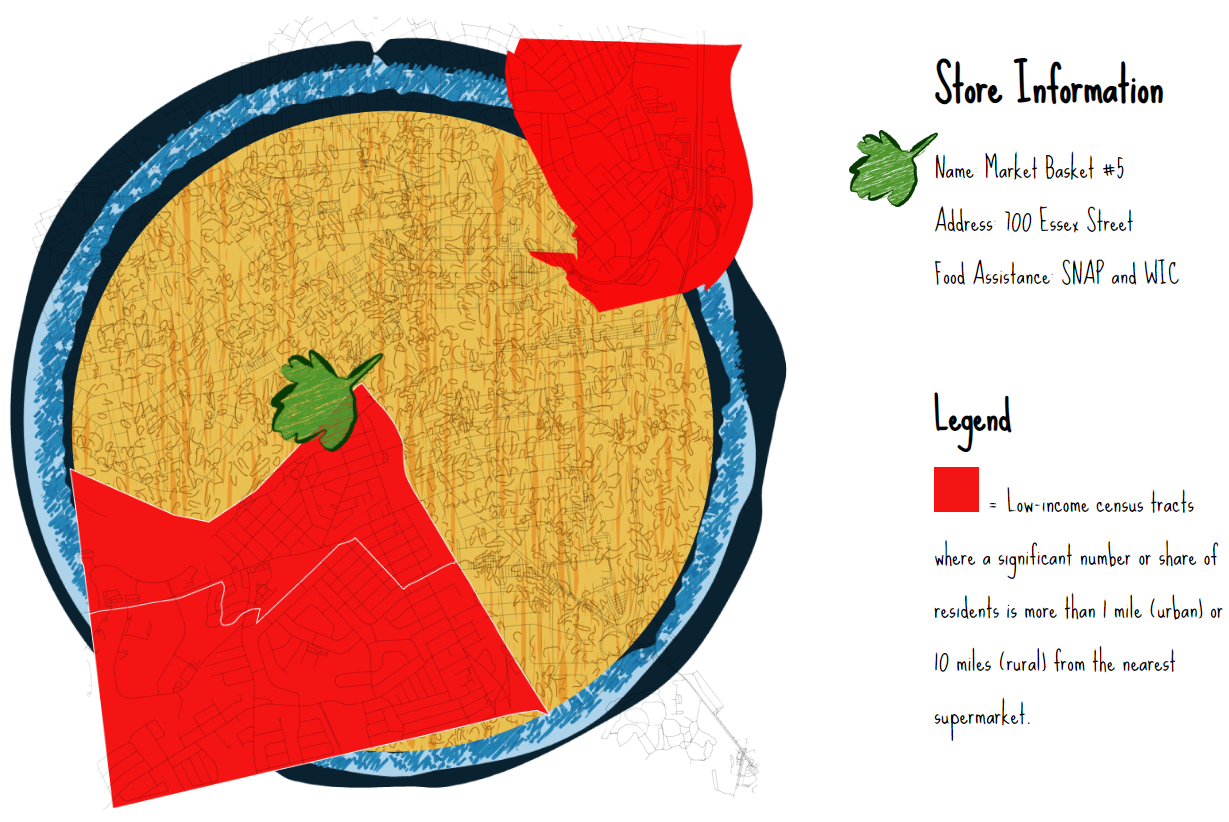 Store Information
Name: Market Basket #5
Address: 700 Essex Street
Food Assistance: SNAP and WIC
Legend
= Low-income census tracts
where a significant number or share of
residents is more than 1 mile (urban) or
10 miles (rural) from the nearest
supermarket.